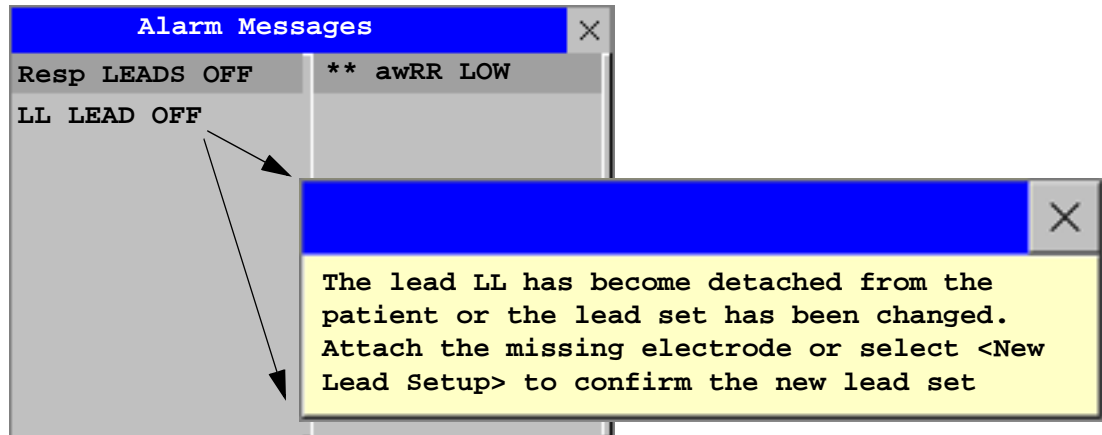 Alarm Messages
Resp LEADS OFF
** awRR LOW
LL LEAD OFF
The lead LL has become detached from the
patient or the lead set has been changed.
Attach the missing electrode or select <New
Lead Setup> to confirm the new lead set